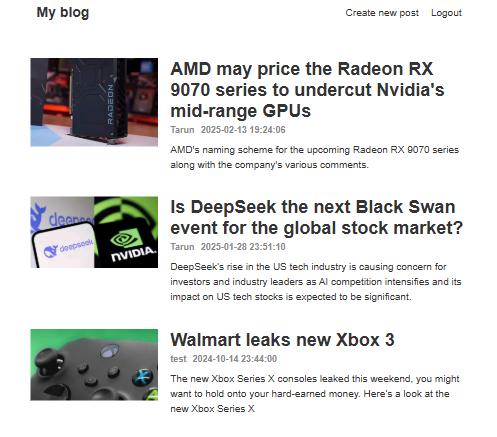 My blog
Create new post
Logout
RADEON
AMD may price the Radeon RX
9070 series to undercut Nvidia's
mid-range GPUs
Tarun 2025-02-13 19:24:06
AMD's naming scheme for the upcoming Radeon RX 9070 series
along with the company's various comments.
deepseek
deepseek
NVIDIA.
Is DeepSeek the next Black Swan
event for the global stock market?
Tarun 2025-01-28 23:51:10
DeepSeek's rise in the US tech industry is causing concern for
investors and industry leaders as AI competition intensifies and its
impact on US tech stocks is expected to be significant.
Walmart leaks new Xbox 3
test 2024-10-14 23:44:00
The new Xbox Series X consoles leaked this weekend, you might
want to hold onto your hard-earned money. Here's a look at the
new Xbox Series X